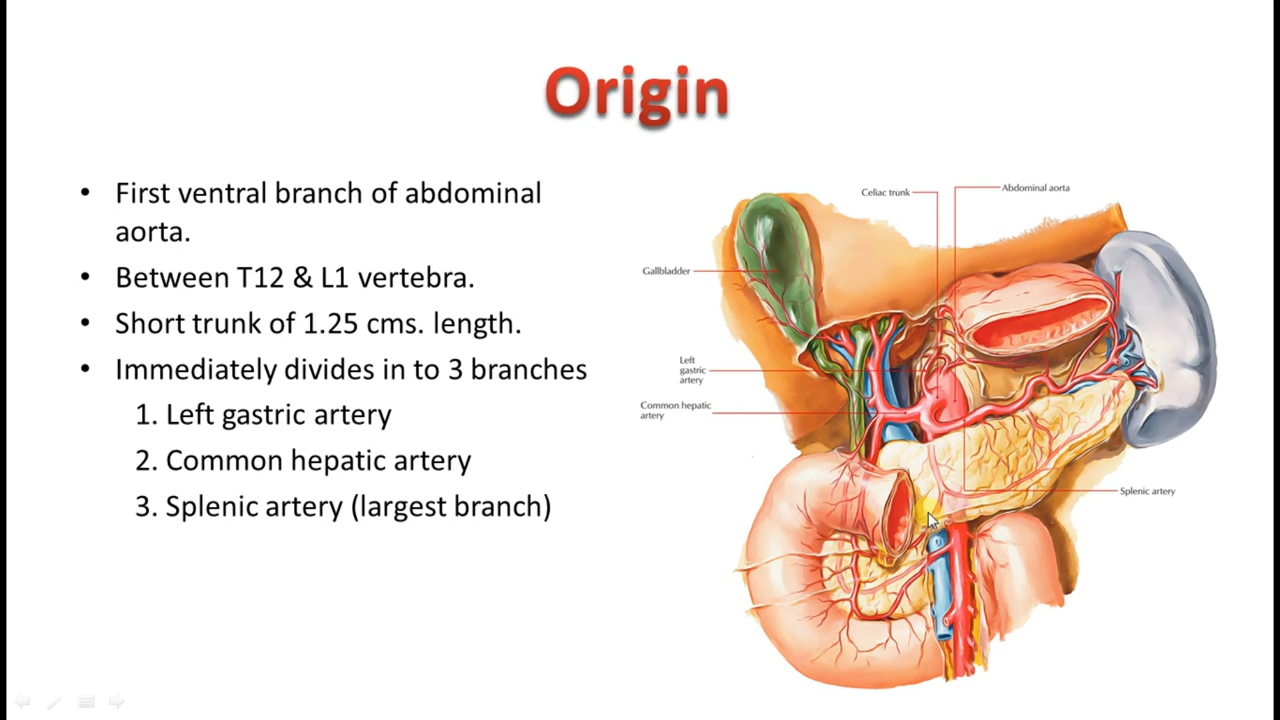 Origin
• First ventral branch of abdominal
aorta.
• Between T12 & L1 vertebra.
• Short trunk of 1.25 cms. length.
• Immediately divides in to 3 branches
1. Left gastric artery
2. Common hepatic artery
3. Splenic artery (largest branch)
Celiac trunk
Abdominal aorta
Gallbladder
Left
gastric
artery
Common hepatic
artery
Splenic artery